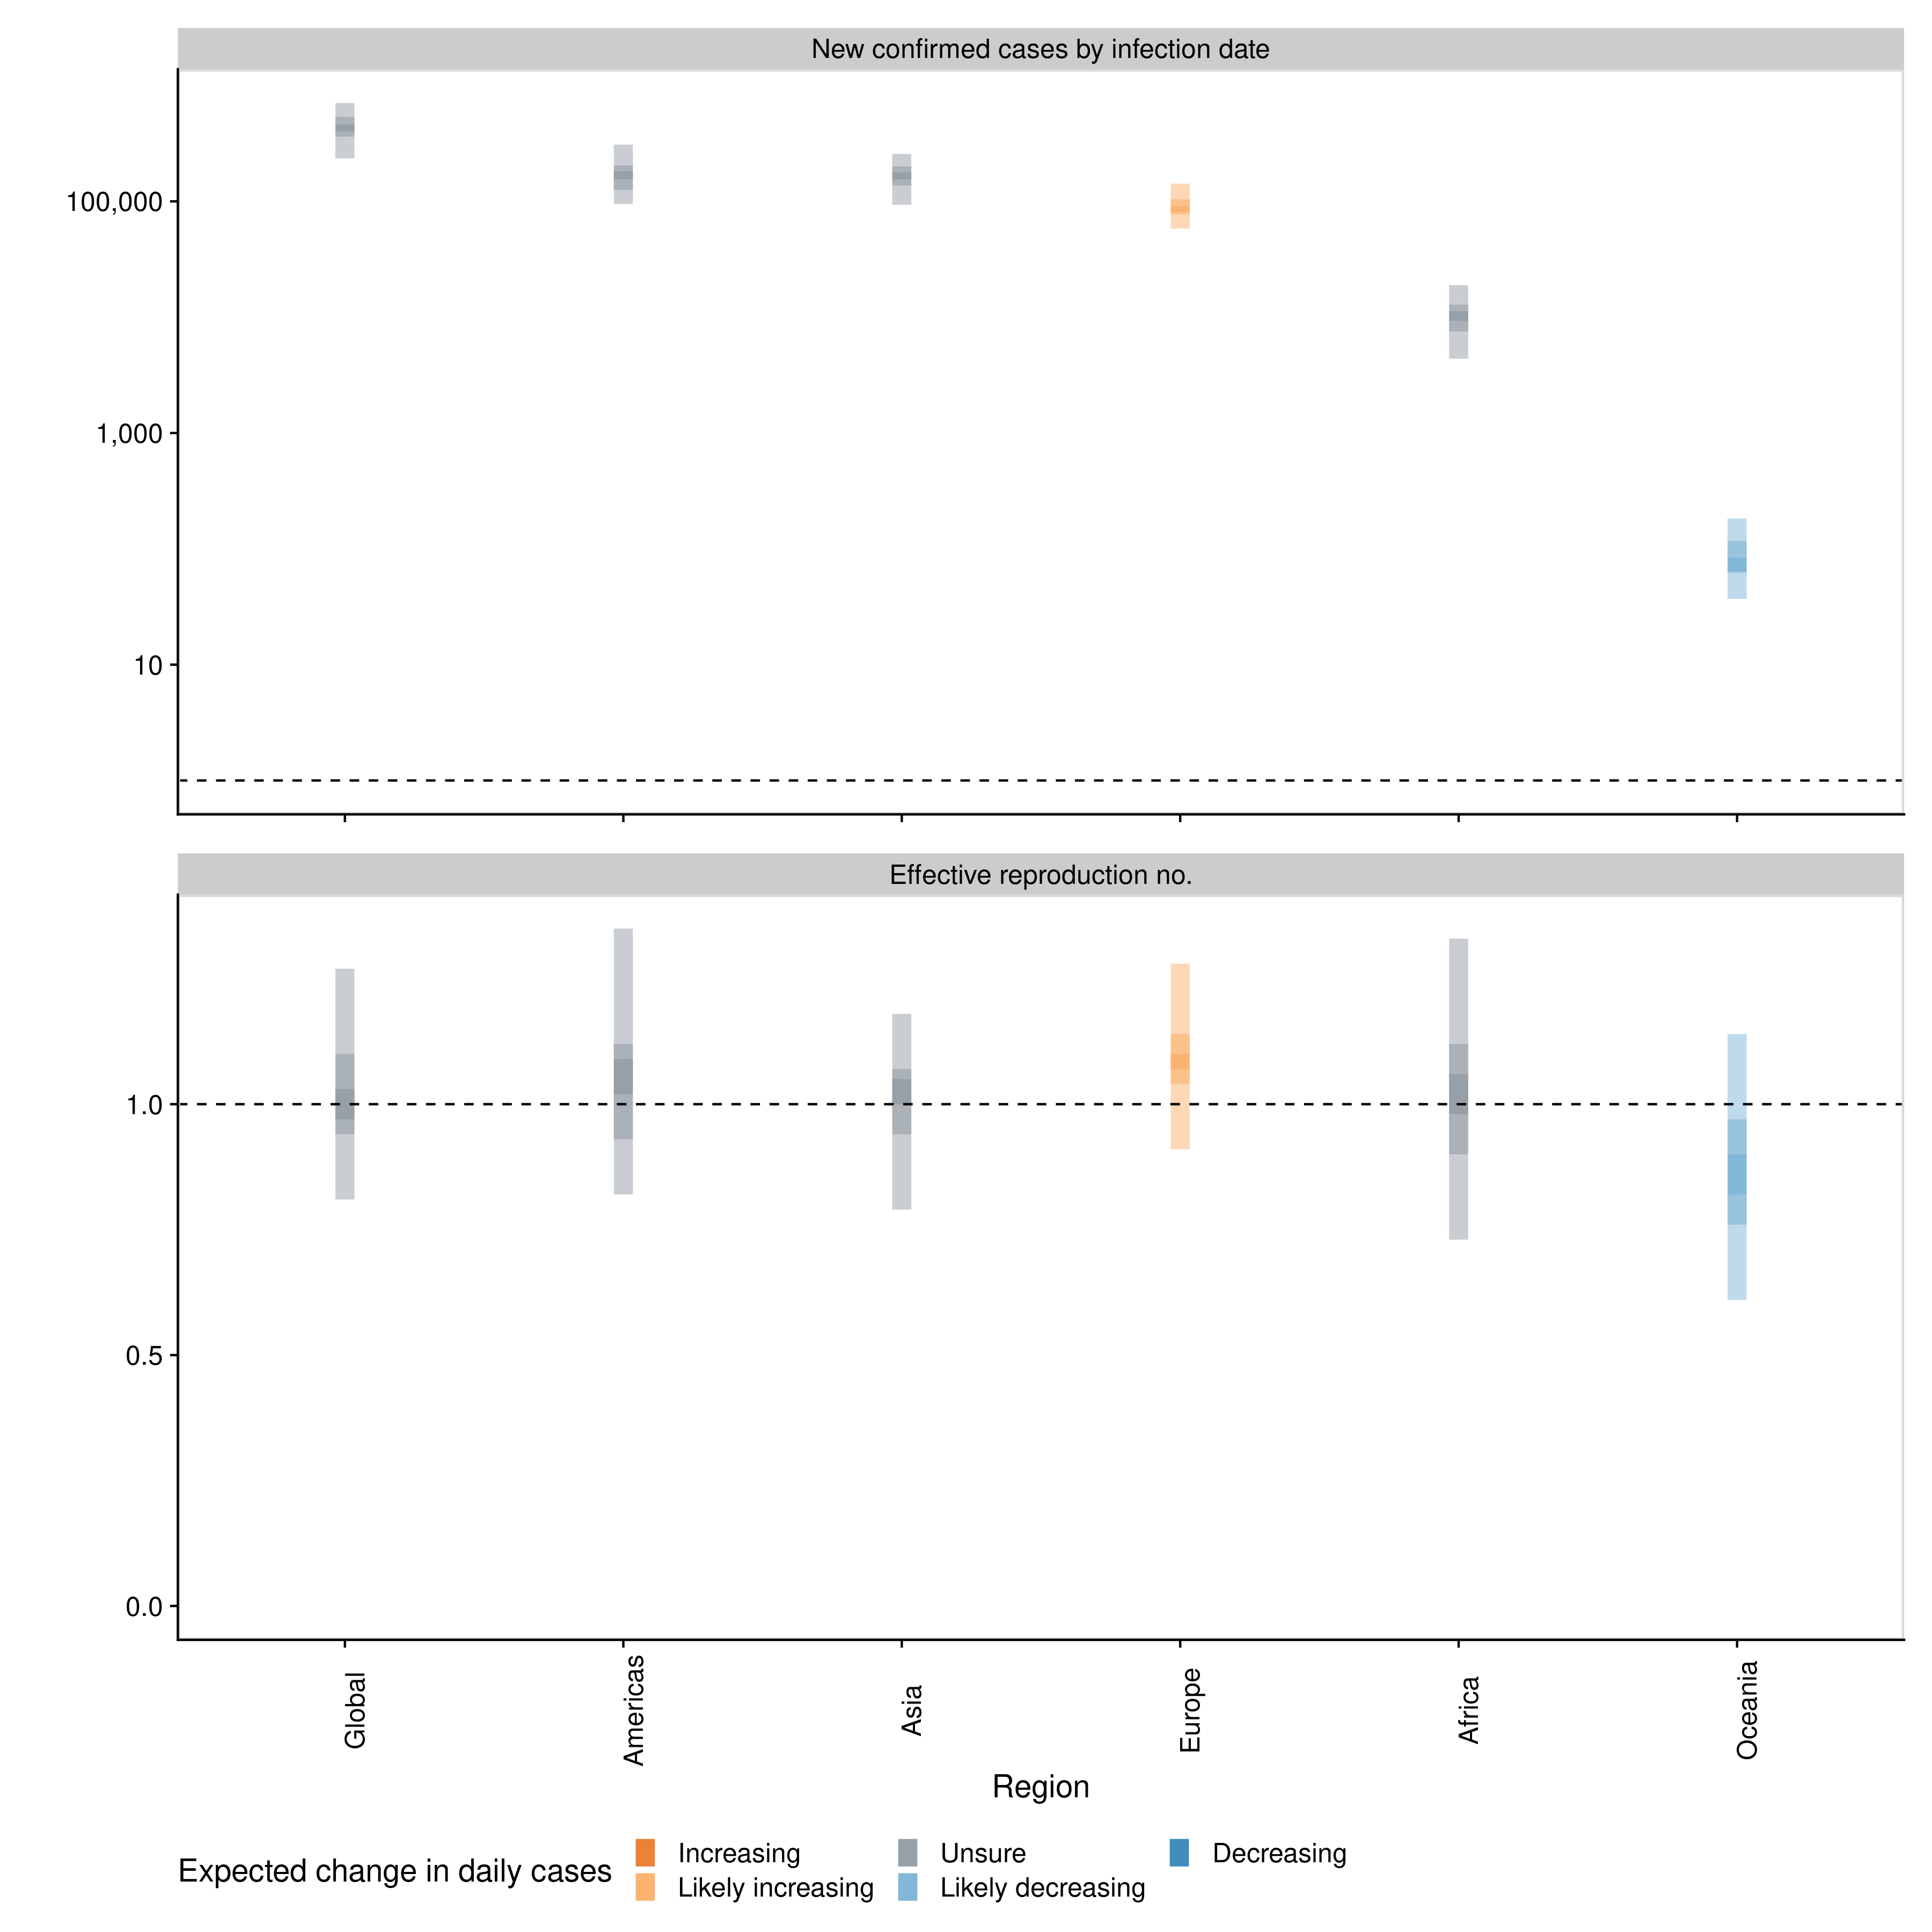 New confirmed cases by infection date
100,000
1,000
10
Effective reproduction no.
1.0
0.5
0.0
Global
Americas
Asia
Europe
Africa
Oceania
Region
Expected change in daily cases
Increasing
Likely increasing
Unsure
Likely decreasing
Decreasing